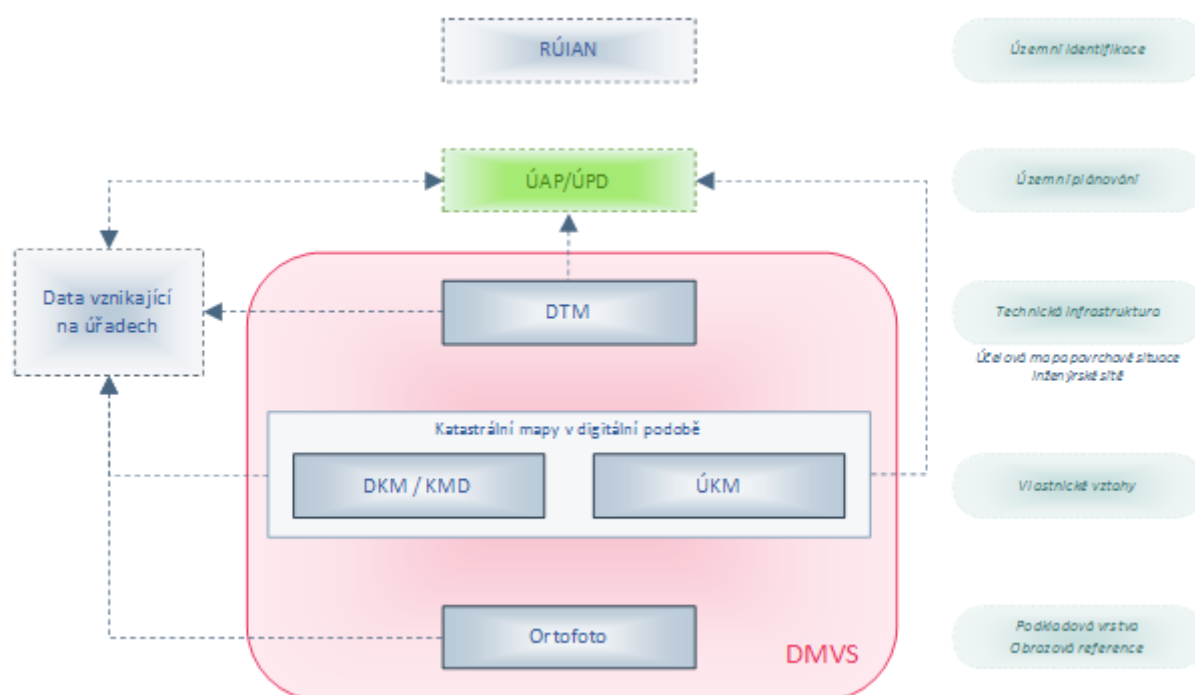 RÚIAN
Územní identifikace
ÚAP/ÚPD
Územní plánování
Data vznikající
na úřadech
DTM
Technická infrastruktura
Účelová mapa povrchové situace
Inženýrské sítě
Katastrální mapy v digitální podobě
DKM / KMD
ÚKM
Vlastnické vztahy
Ortofoto
DMVS
Podkladová vrstva
Obrazová reference